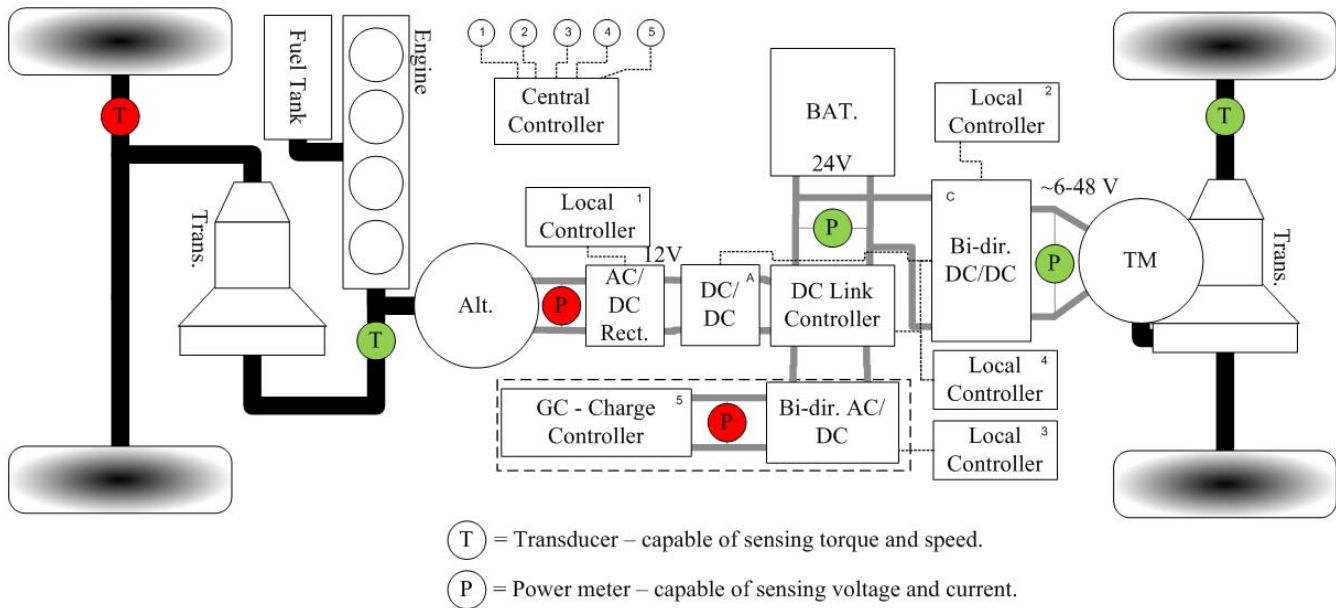 Fuel Tank
Engine
1
2
3
4
5
Central
Controller
T
Trans.
T
Alt.
P
Local 1
Controller
12V
AC/
DC
Rect.
DC/ A
DC
BAT.
24V
P
DC Link
Controller
Local 2
Controller
C
Bi-dir.
DC/DC
~6-48 V
P
TM
T
Trans.
GC - Charge 5
Controller
P
Bi-dir. AC/
DC
Local 4
Controller
Local 3
Controller
T = Transducer – capable of sensing torque and speed.
P = Power meter – capable of sensing voltage and current.